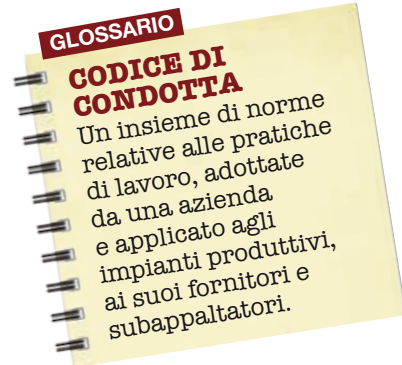 GLOSSARIO
CODICE DI
CONDOTTA
Un insieme di norme
relative alle pratiche
di lavoro, adottate
da una azienda
e applicato agli
impianti produttivi,
ai suoi fornitori e
subappaltatori.